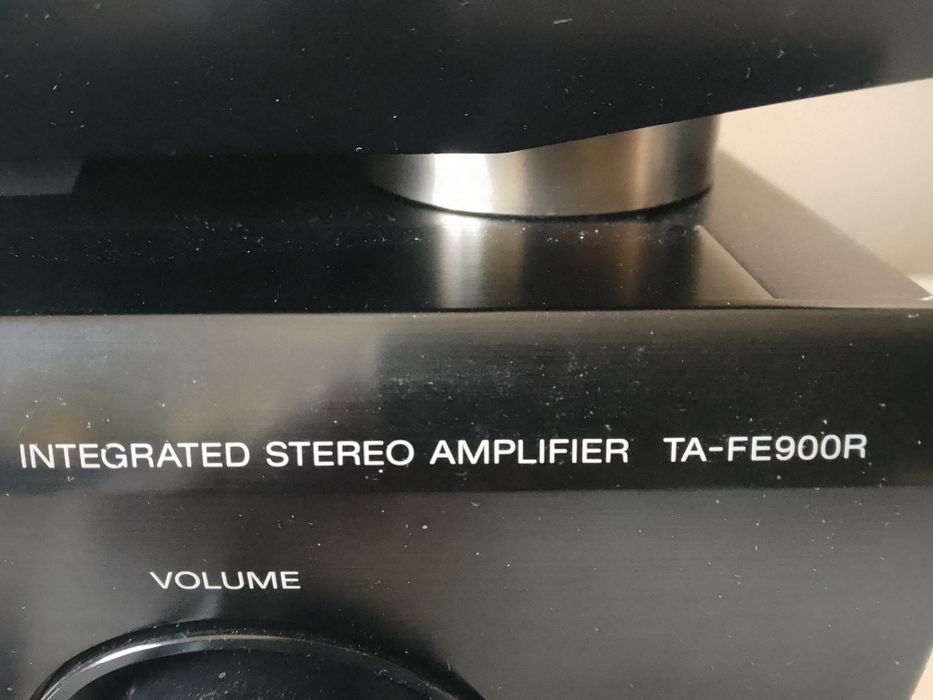 INTEGRATED STEREO AMPLIFIER TA-FE900R
VOLUME